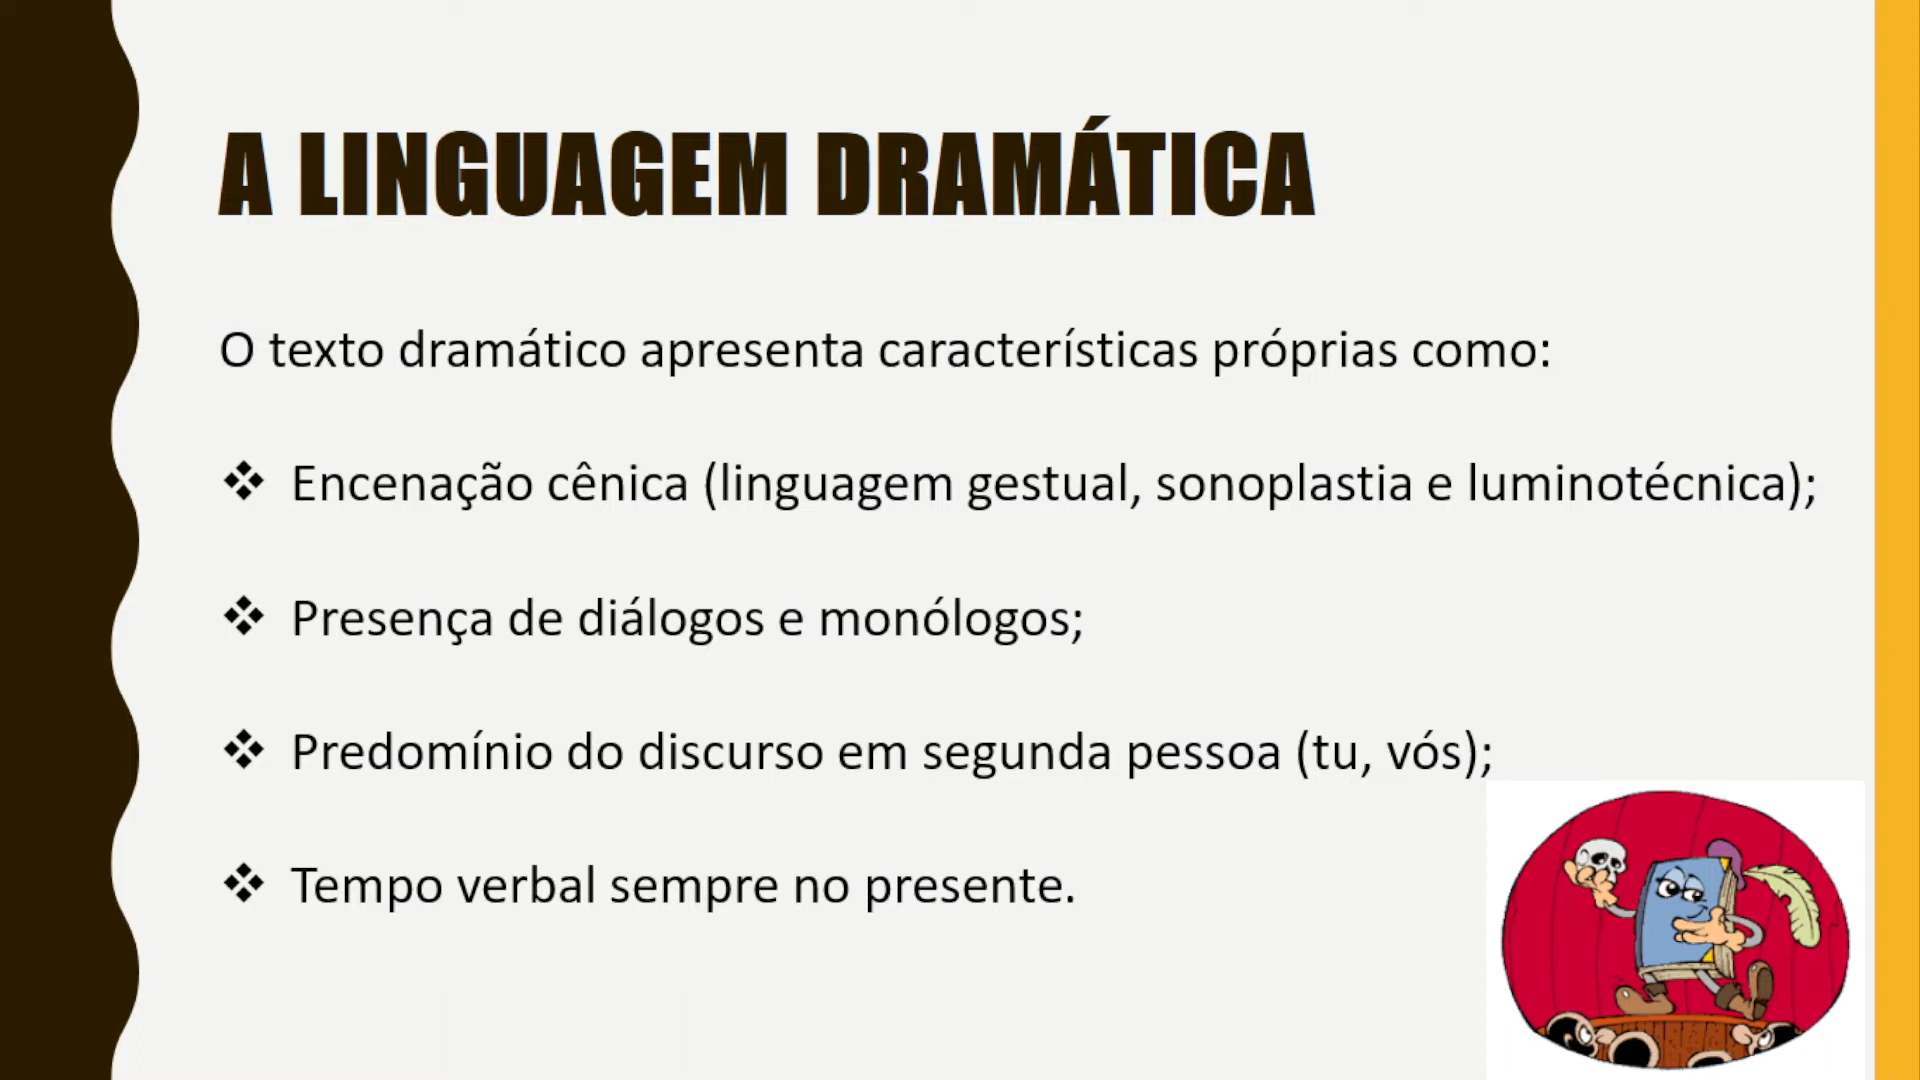 A LINGUAGEM DRAMÁTICA
O texto dramático apresenta características próprias como:
❖ Encenação cênica (linguagem gestual, sonoplastia e luminotécnica);
❖ Presença de diálogos e monólogos;
❖ Predomínio do discurso em segunda pessoa (tu, vós);
❖ Tempo verbal sempre no presente.